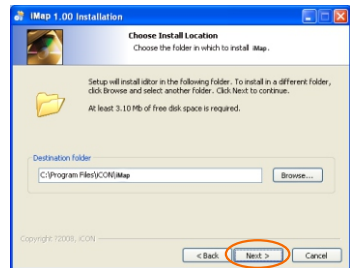 iMap 1.00 Installation
Choose Install Location
Choose the folder in which to install iMap.
Setup will install iditor in the following folder. To install in a different folder,
click Browse and select another folder. Click Next to continue.
At least 3.10 Mb of free disk space is required.
Destination folder
C:\Program Files\iCON\iMap
Browse...
Copyright ?2008, iCON
< Back
Next >
Cancel